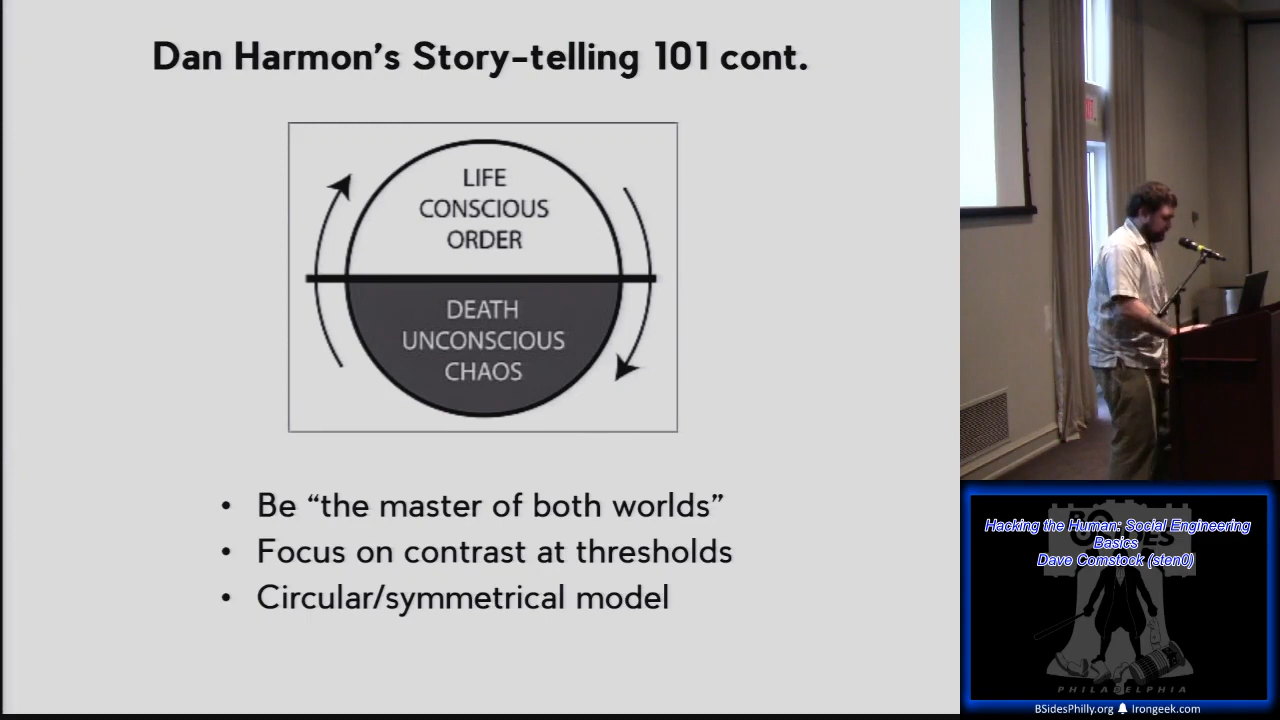 Dan Harmon's Story-telling 101 cont.
LIFE
CONSCIOUS
ORDER
DEATH
UNCONSCIOUS
CHAOS
• Be “the master of both worlds”
• Focus on contrast at thresholds
• Circular/symmetrical model
Hacking the Human: Social Engineering
Basics
Dave Comstock (sten0)
PHILADELPHIA
BSidesPhilly.org Irongeek.com